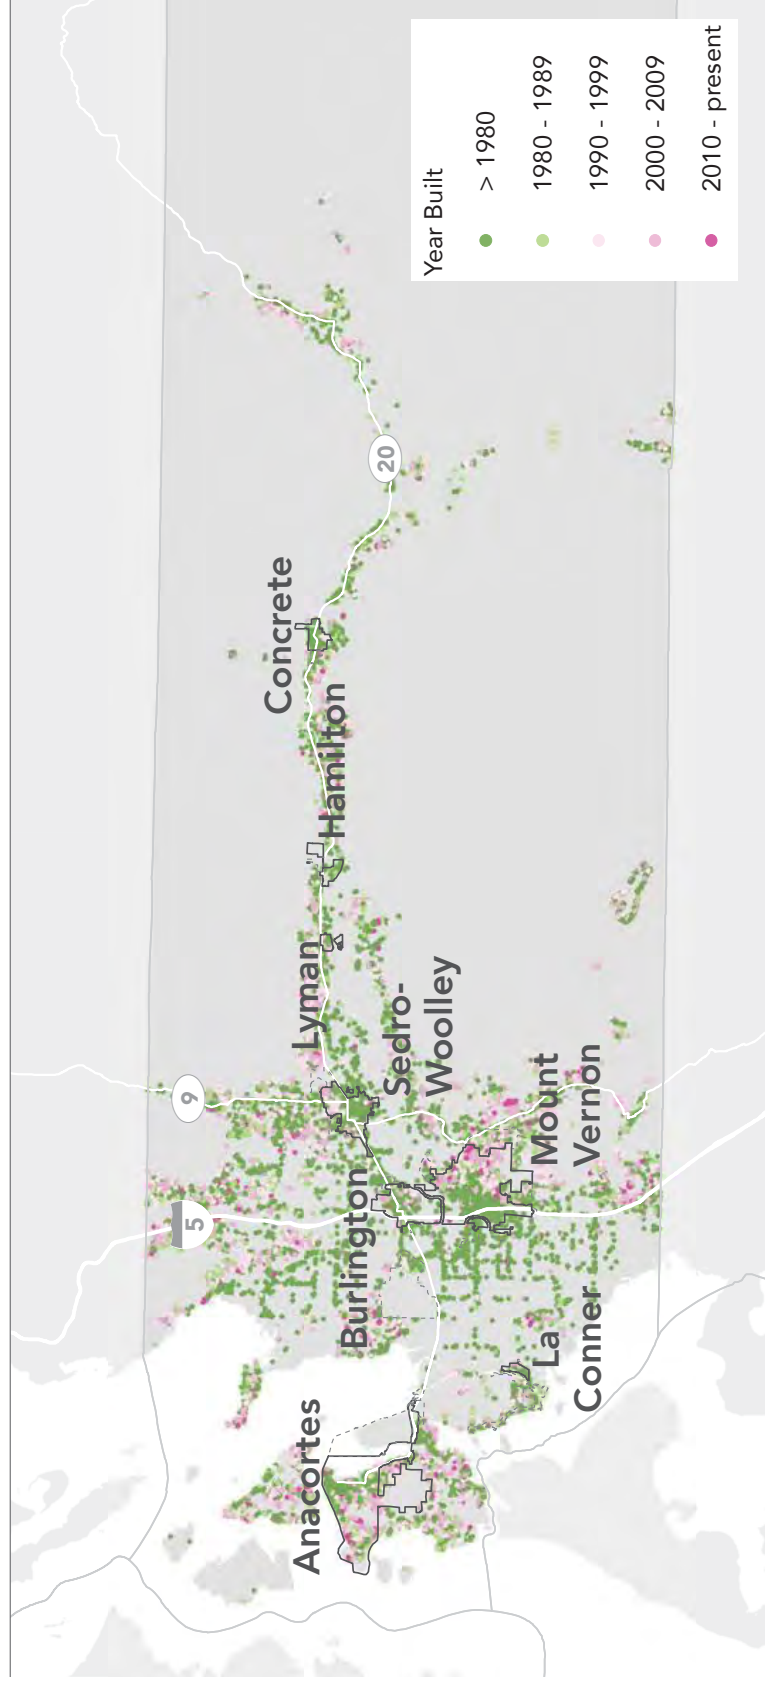 Anacortes
Burlington
La
Conner
Mount
Vernon
Sedro-
Woolley
Lyman
Hamilton
Concrete
5
9
20
Year Built
> 1980
1980 - 1989
1990 - 1999
2000 - 2009
2010 - present